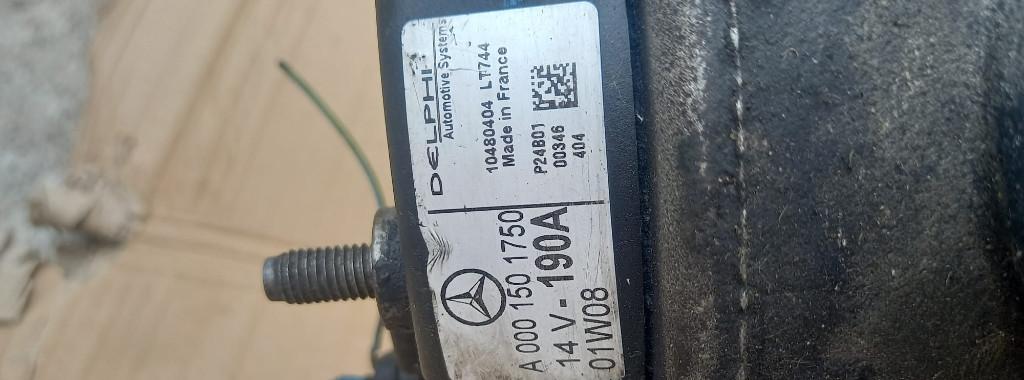 DELPHI
Automotive Systems
10480404 LT744
Made in France
P24B01
00346
404
A 000 150 1750
14 V - 190A
01W08